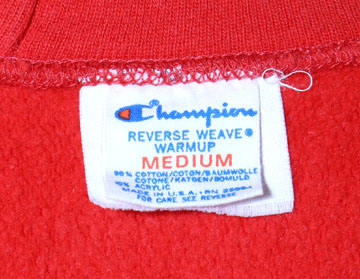 Champion
REVERSE WEAVE®
WARMUP
MEDIUM
90% COTTON/COTON/BAUMWOLLE
COTONE/KATOEN/BOMULD
10% ACRYLIC
MADE IN U.S.A. RN
FOR CARE SEE REVERSE